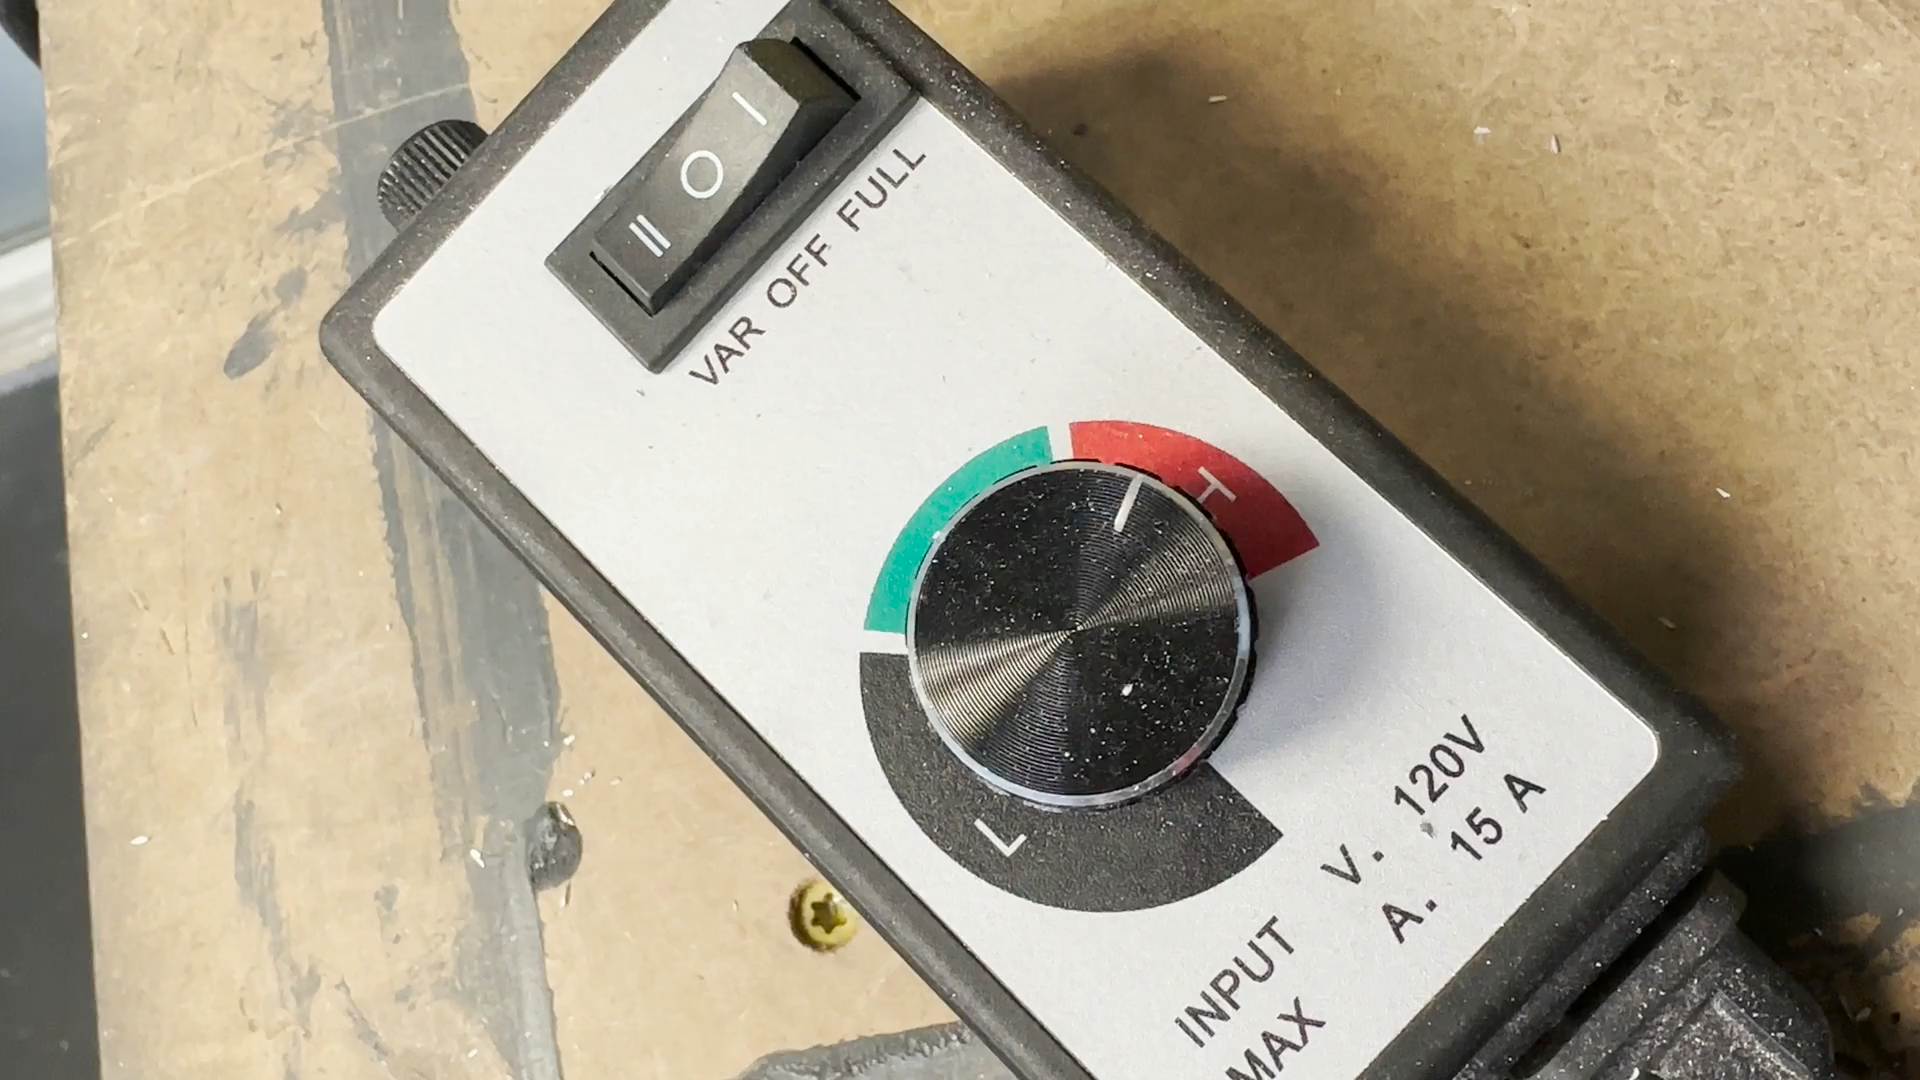 II O I
VAR OFF FULL
H
L
INPUT V. 120V
MAX A. 15 A